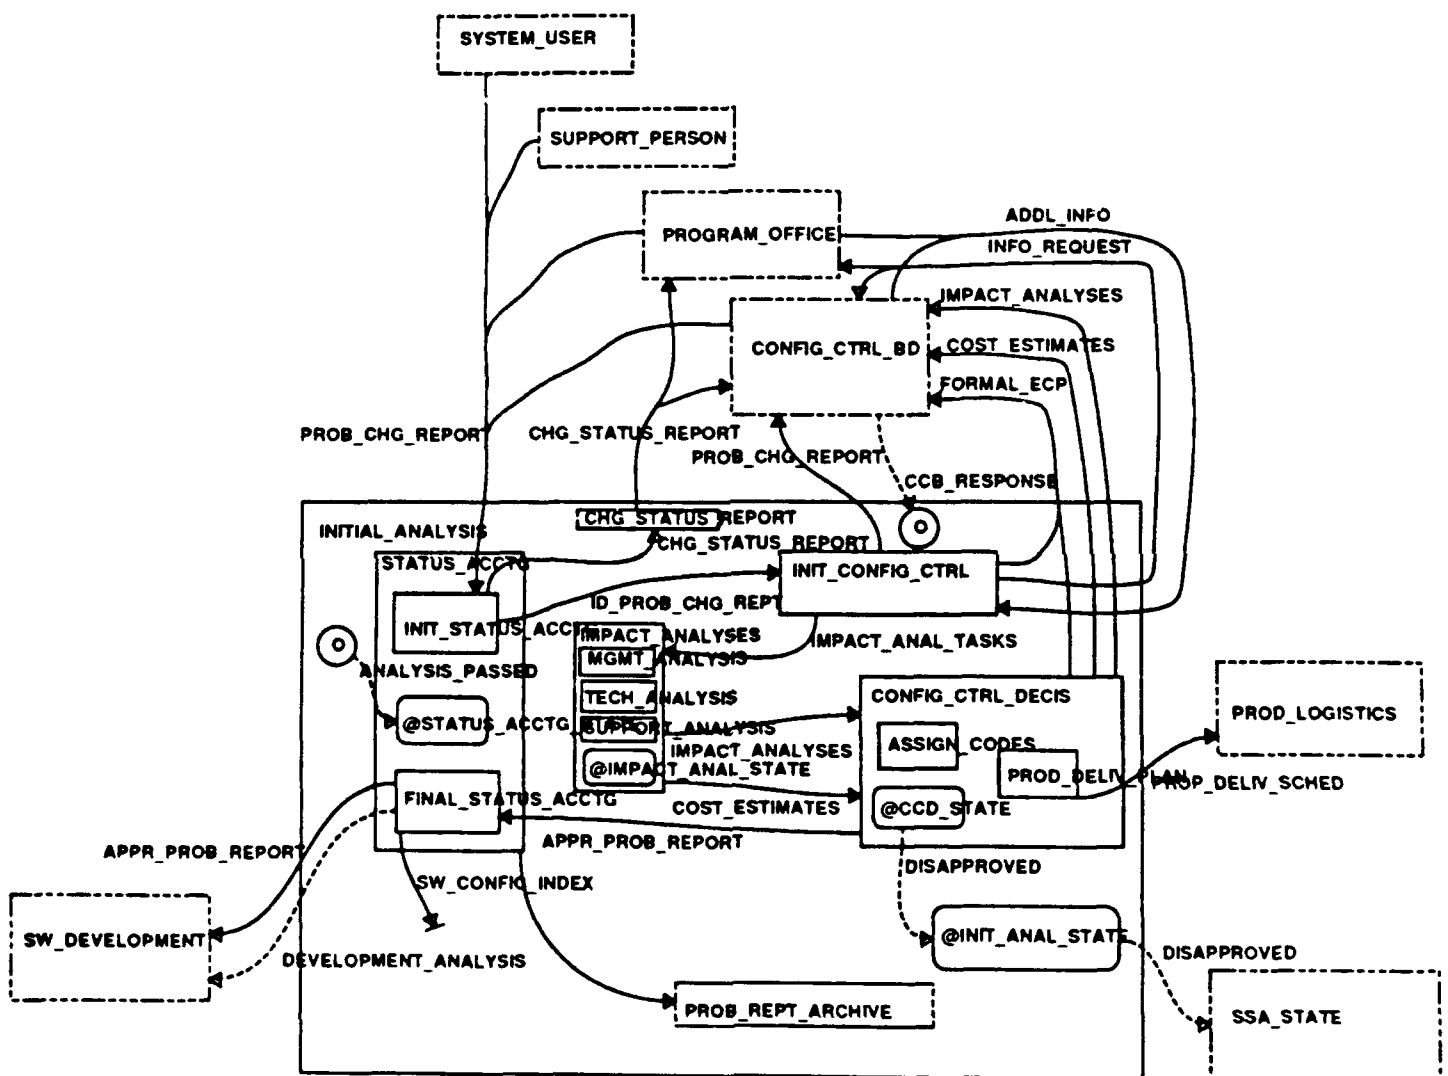 SYSTEM_USER
SUPPORT_PERSON
PROGRAM_OFFICE
ADDL_INFO
INFO_REQUEST
IMPACT_ANALYSES
CONFIG_CTRL_BD
COST_ESTIMATES
FORMAL_ECP
PROB_CHG_REPORT
CHG_STATUS_REPORT
PROB_CHG_REPORT
CCB_RESPONSE
INITIAL_ANALYSIS
CHG_STATUS_REPORT
CHG_STATUS_REPORT
STATUS_ACCTG
INIT_CONFIG_CTRL
ID_PROB_CHG_REPT
INIT_STATUS_ACCTG
IMPACT_ANALYSES
IMPACT_ANAL_TASKS
MGMT_ANALYSIS
ANALYSIS_PASSED
TECH_ANALYSIS
CONFIG_CTRL_DECIS
@STATUS_ACCTG_STATE
SUPPORT_ANALYSIS
PROD_LOGISTICS
IMPACT_ANALYSES
ASSIGN_CODES
@IMPACT_ANAL_STATE
PROD_DELIV_PLAN
PROP_DELIV_SCHED
FINAL_STATUS_ACCTG
COST_ESTIMATES
@CCD_STATE
APPR_PROB_REPORT
APPR_PROB_REPORT
DISAPPROVED
SW_CONFIG_INDEX
SW_DEVELOPMENT
@INIT_ANAL_STATE
DISAPPROVED
DEVELOPMENT_ANALYSIS
PROB_REPT_ARCHIVE
SSA_STATE